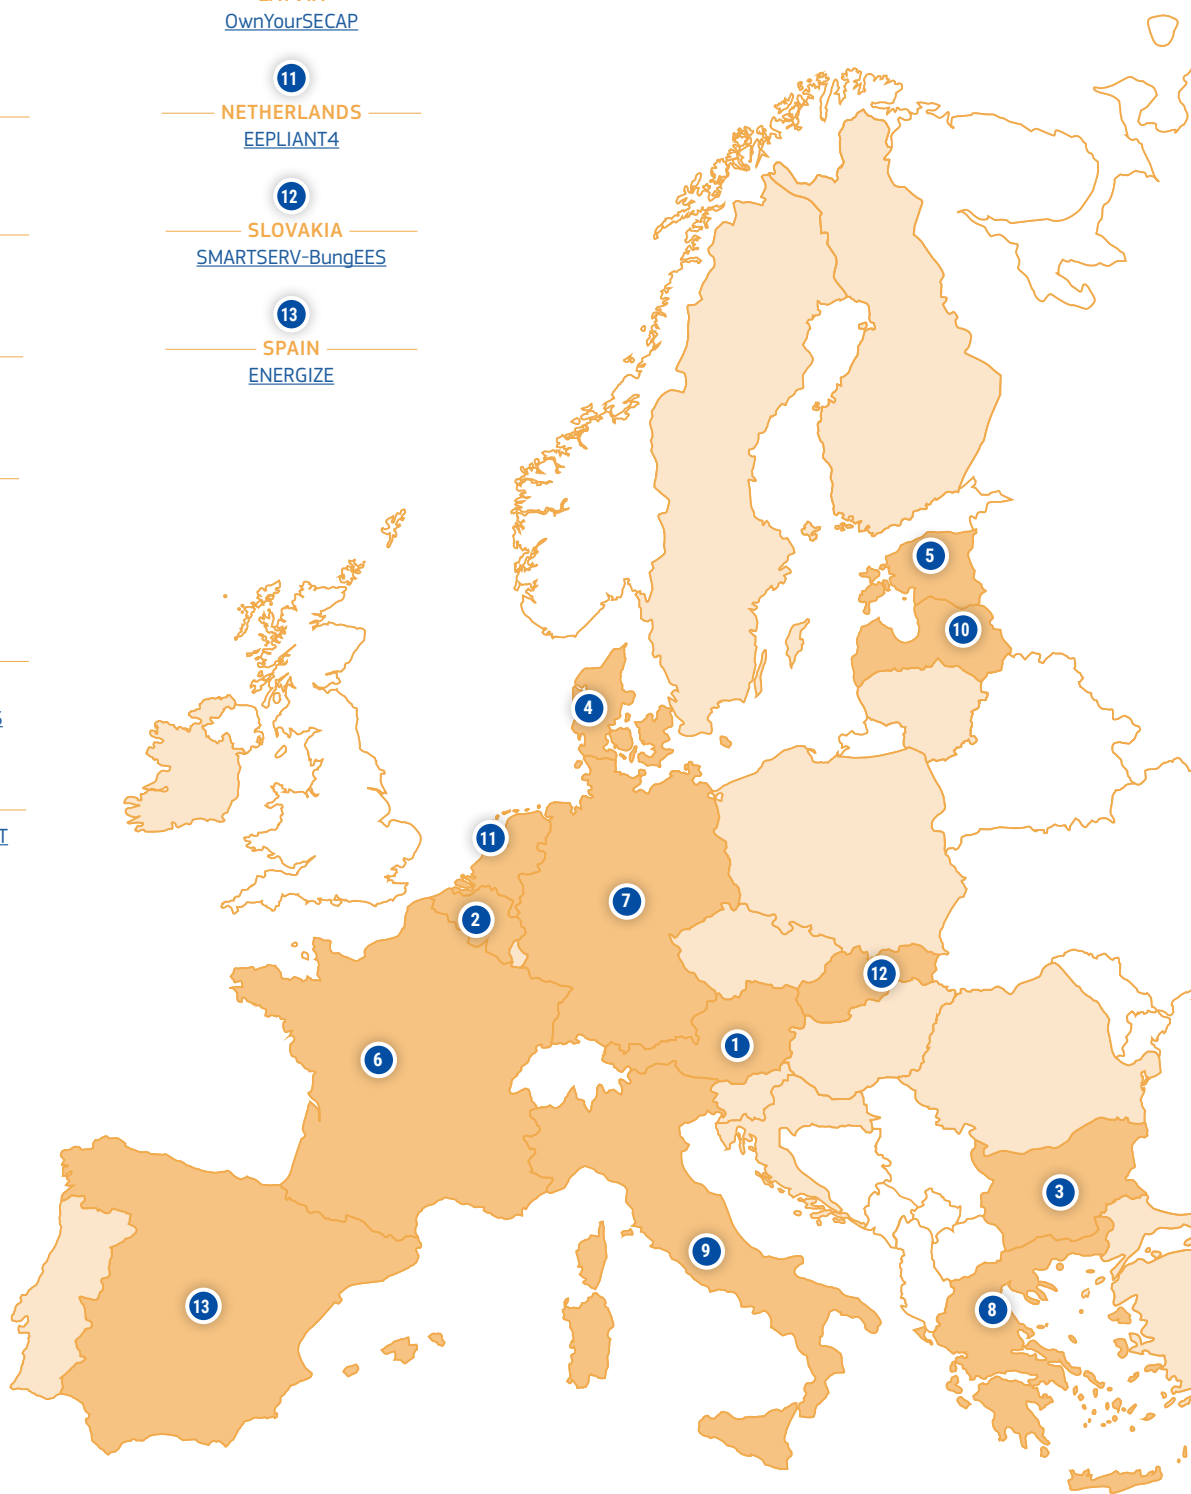 OwnYourSECAP
11
NETHERLANDS
EEPLIANT4
12
SLOVAKIA
SMARTSERV-BungEES
13
SPAIN
ENERGIZE
5
10
4
11
7
2
12
1
6
3
9
13
8
S
T